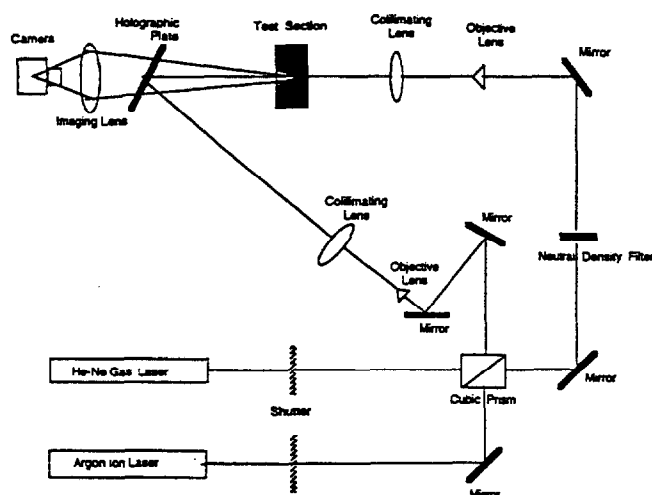 Holographic
Plate
Camera
Test Section
Collimating
Lens
Objective
Lens
Mirror
Imaging Lens
Collimating
Lens
Mirror
Objective
Lens
Neutral Density Filter
Mirror
He-Ne Gas Laser
Cubic Prism
Mirror
Shutter
Argon Ion Laser
Mirror